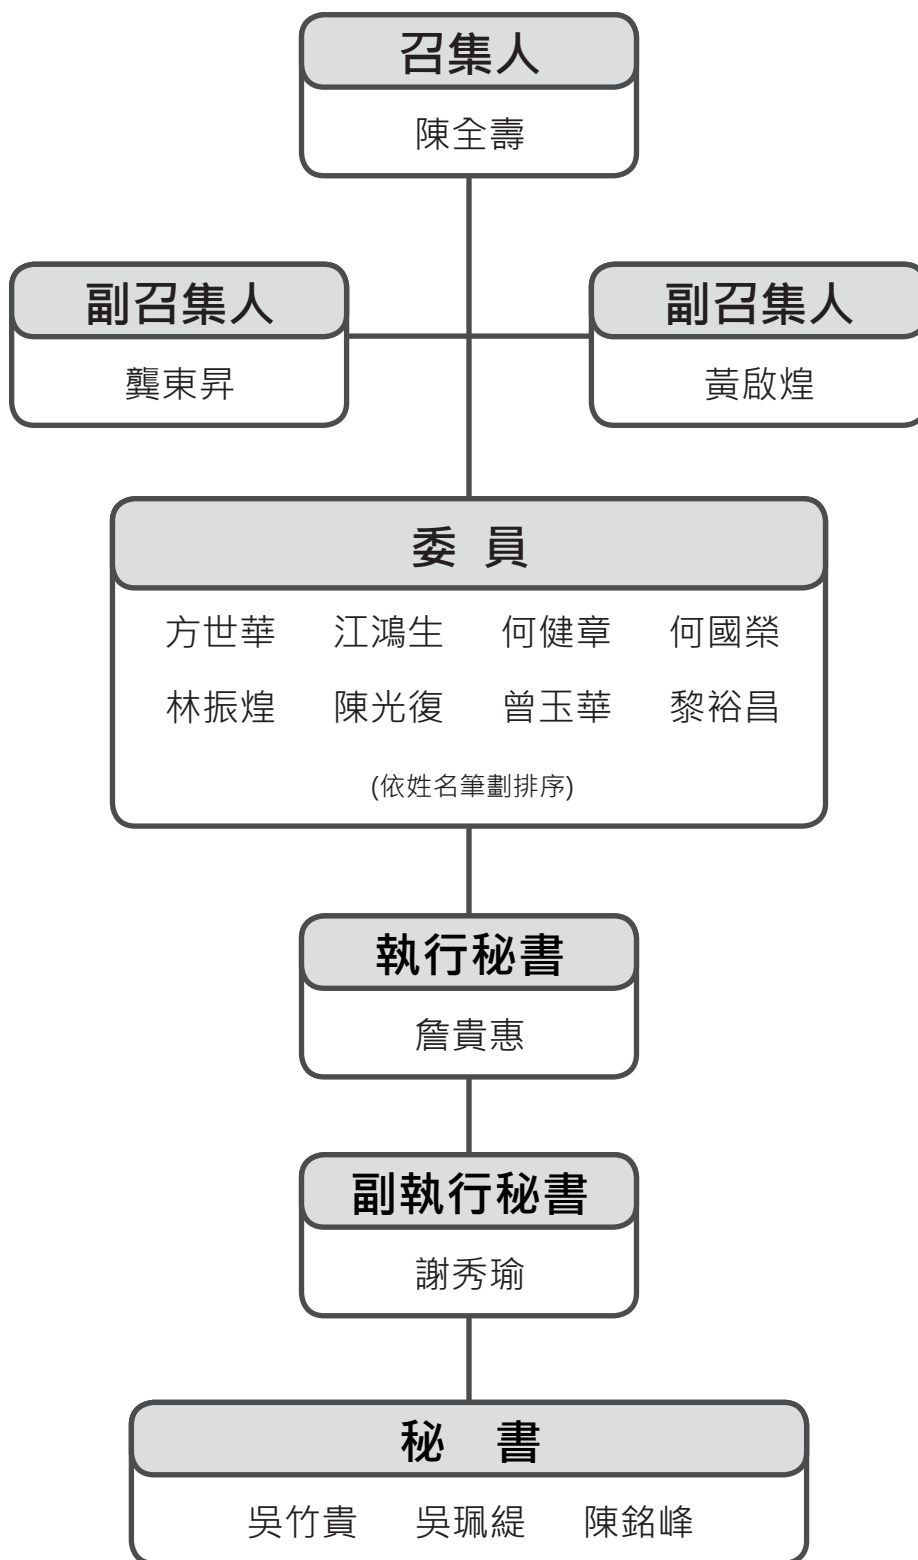 召集人
陳全壽
副召集人
龔東昇
副召集人
黃啟煌
委 員
方世華 江鴻生 何健章 何國榮
林振煌 陳光復 曾玉華 黎裕昌
(依姓名筆劃排序)
執行秘書
詹貴惠
副執行秘書
謝秀瑜
秘 書
吳竹貴 吳珮緹 陳銘峰